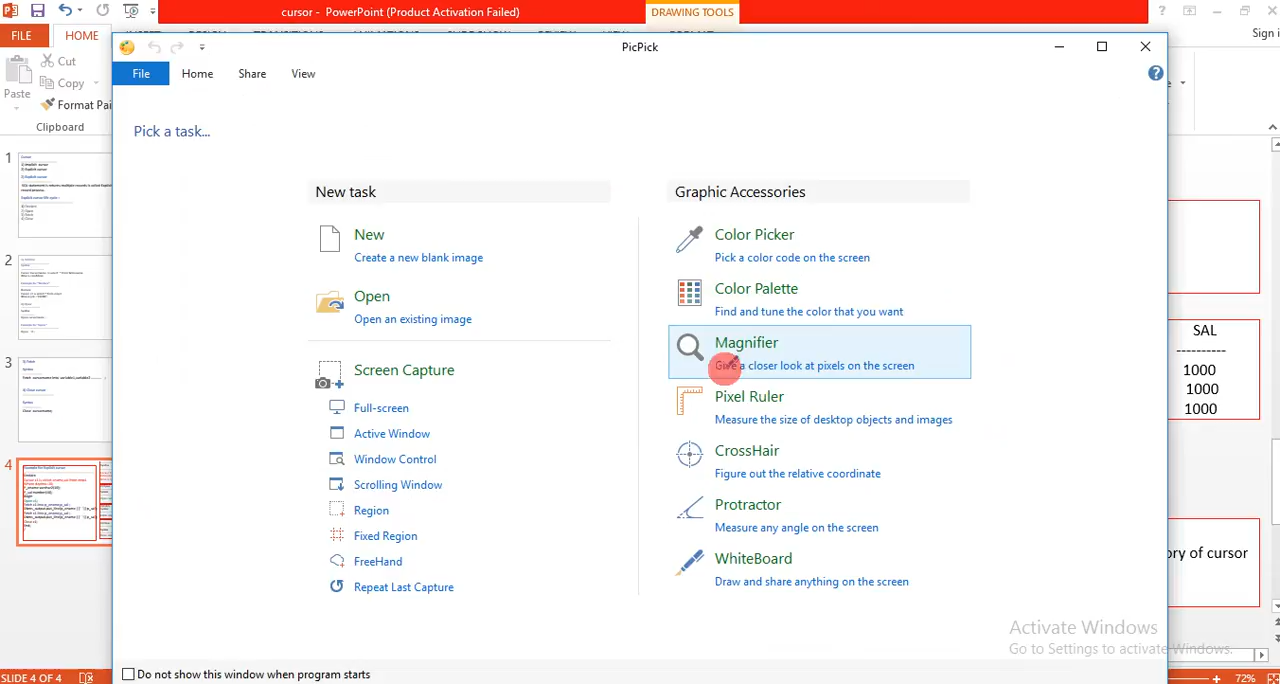 cursor - PowerPoint (Product Activation Failed)
DRAWING TOOLS
FILE
HOME
Sign i
Cut
Copy
Paste
Format Pai
Clipboard
PicPick
File
Home
Share
View
Pick a task...
New task
New
Create a new blank image
Open
Open an existing image
Screen Capture
Full-screen
Active Window
Window Control
Scrolling Window
Region
Fixed Region
FreeHand
Repeat Last Capture
Graphic Accessories
Color Picker
Pick a color code on the screen
Color Palette
Find and tune the color that you want
Magnifier
Give a closer look at pixels on the screen
Pixel Ruler
Measure the size of desktop objects and images
CrossHair
Figure out the relative coordinate
Protractor
Measure any angle on the screen
WhiteBoard
Draw and share anything on the screen
Do not show this window when program starts
1
2
3
4
SAL
----------
1000
1000
1000
ory of cursor
Activate Windows
Go to Settings to activate Windows.
SLIDE 4 OF 4
72%